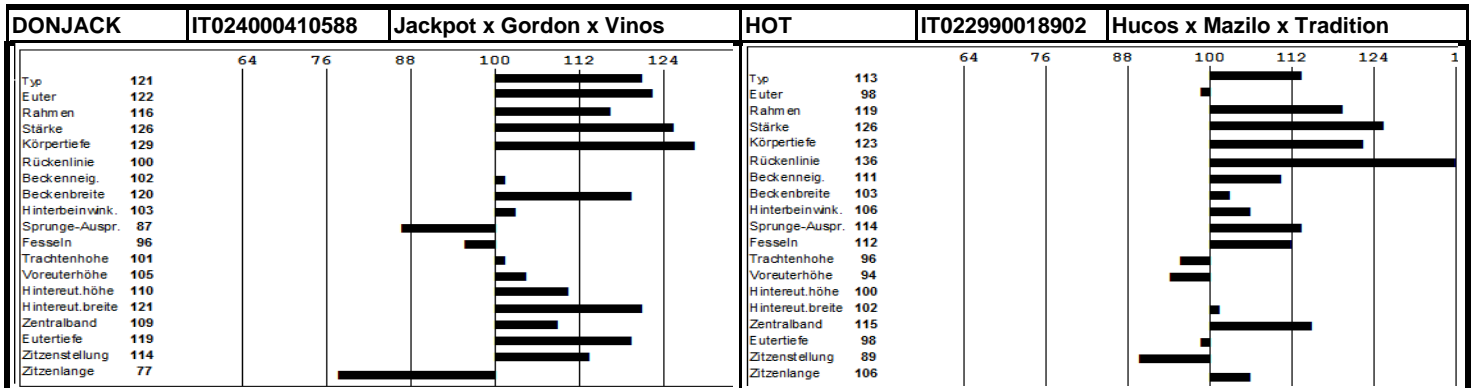 DONJACK IT024000410588 Jackpot x Gordon x Vinos
64 76 88 100 112 124
Typ 121
Euter 122
Rahmen 116
Stärke 126
Körpertiefe 129
Rückenlinie 100
Beckenneig. 102
Beckenbreite 120
Hinterbeinwink. 103
Sprunge-Auspr. 87
Fesseln 96
Trachtenhohe 101
Voreuterhöhe 105
Hintereut.höhe 110
Hintereut.breite 121
Zentralband 109
Eutertiefe 119
Zitzenstellung 114
Zitzenlange 77
HOT IT022990018902 Hucos x Mazilo x Tradition
64 76 88 100 112 124 1
Typ 113
Euter 98
Rahmen 119
Stärke 126
Körpertiefe 123
Rückenlinie 136
Beckenneig. 111
Beckenbreite 103
Hinterbeinwink. 106
Sprunge-Auspr. 114
Fesseln 112
Trachtenhohe 96
Voreuterhöhe 94
Hintereut.höhe 100
Hintereut.breite 102
Zentralband 115
Eutertiefe 98
Zitzenstellung 89
Zitzenlange 106